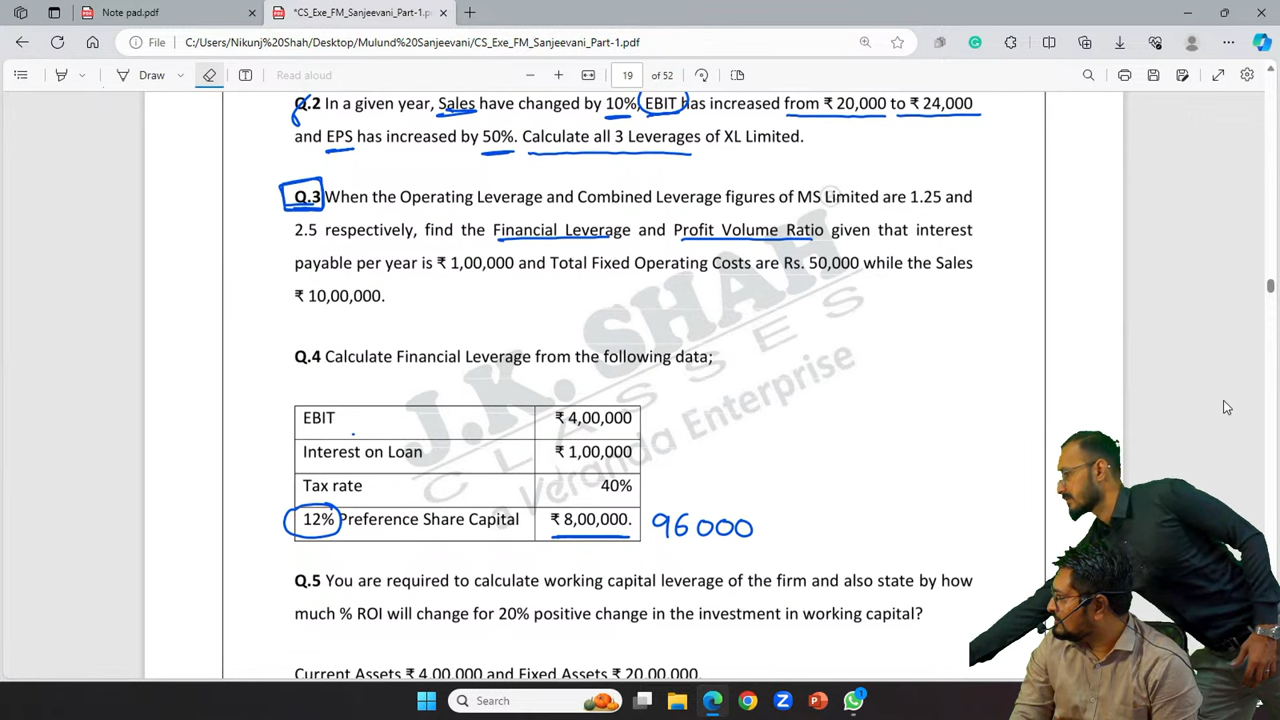 Note pad.pdf
*CS_Exe_FM_Sanjeevani_Part-1.p
File
C:/Users/Nikunj%20Shah/Desktop/Mulund%20Sanjeevani/CS_Exe_FM_Sanjeevani_Part-1.pdf
Draw
Read aloud
19 of 52
Q.2 In a given year, Sales have changed by 10%, EBIT has increased from ₹ 20,000 to ₹ 24,000
and EPS has increased by 50%. Calculate all 3 Leverages of XL Limited.
Q.3 When the Operating Leverage and Combined Leverage figures of MS Limited are 1.25 and
2.5 respectively, find the Financial Leverage and Profit Volume Ratio given that interest
payable per year is ₹ 1,00,000 and Total Fixed Operating Costs are Rs. 50,000 while the Sales
₹ 10,00,000.
Q.4 Calculate Financial Leverage from the following data;
EBIT ₹ 4,00,000
Interest on Loan ₹ 1,00,000
Tax rate 40%
12% Preference Share Capital ₹ 8,00,000. 96000
Q.5 You are required to calculate working capital leverage of the firm and also state by how
much % ROI will change for 20% positive change in the investment in working capital?
Current Assets ₹ 4,00,000 and Fixed Assets ₹ 20,00,000.
J.K. SHAH
CLASSES
a Veranda Enterprise
Search
1